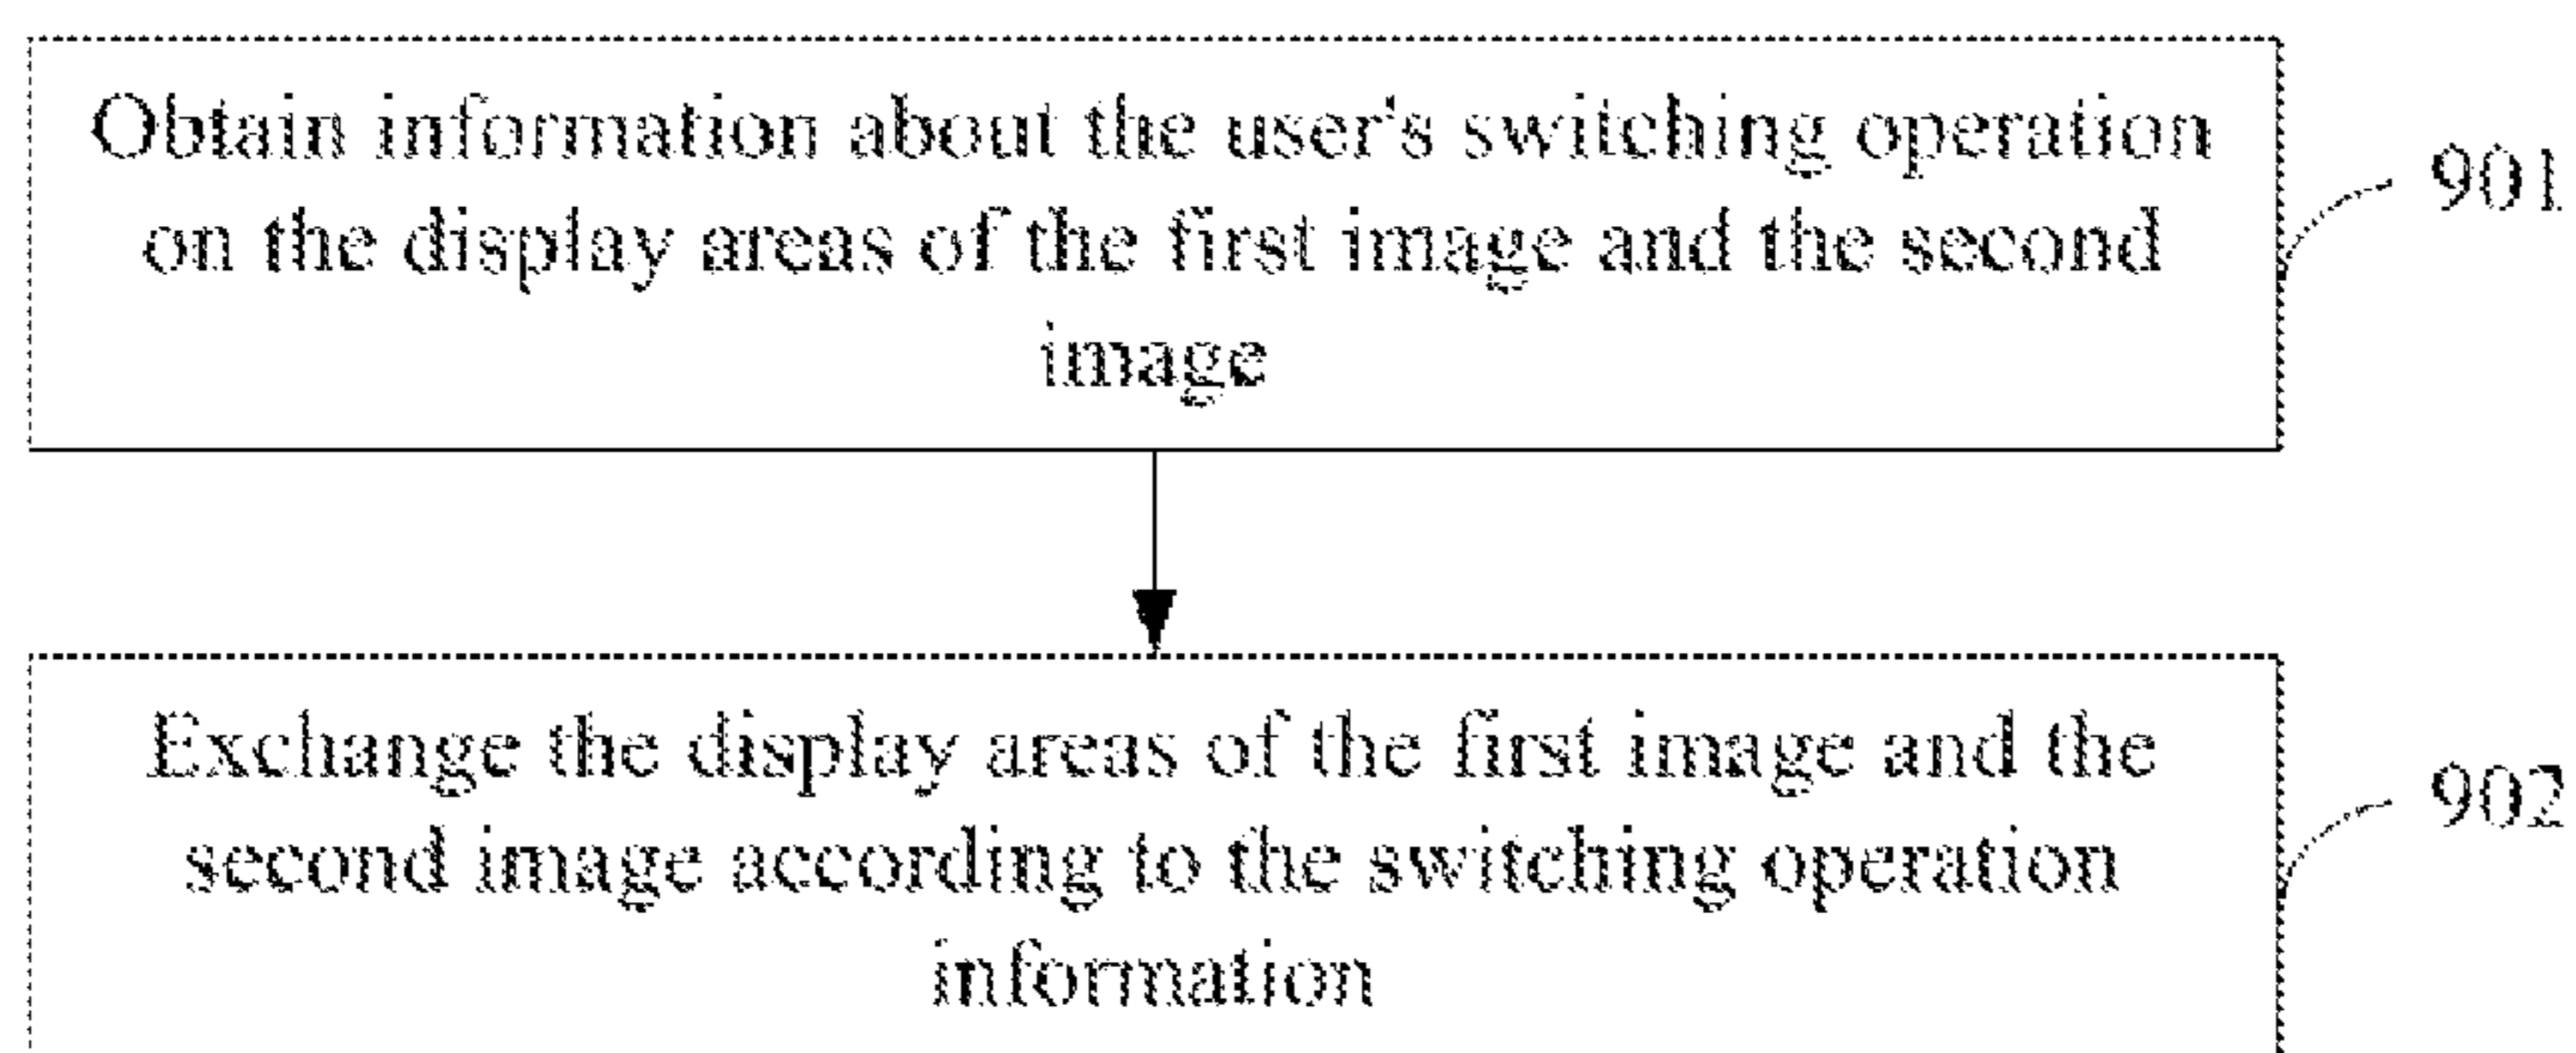 Obtain information about the user's switching operation
on the display areas of the first image and the second
image
901
Exchange the display areas of the first image and the
second image according to the switching operation
information
902